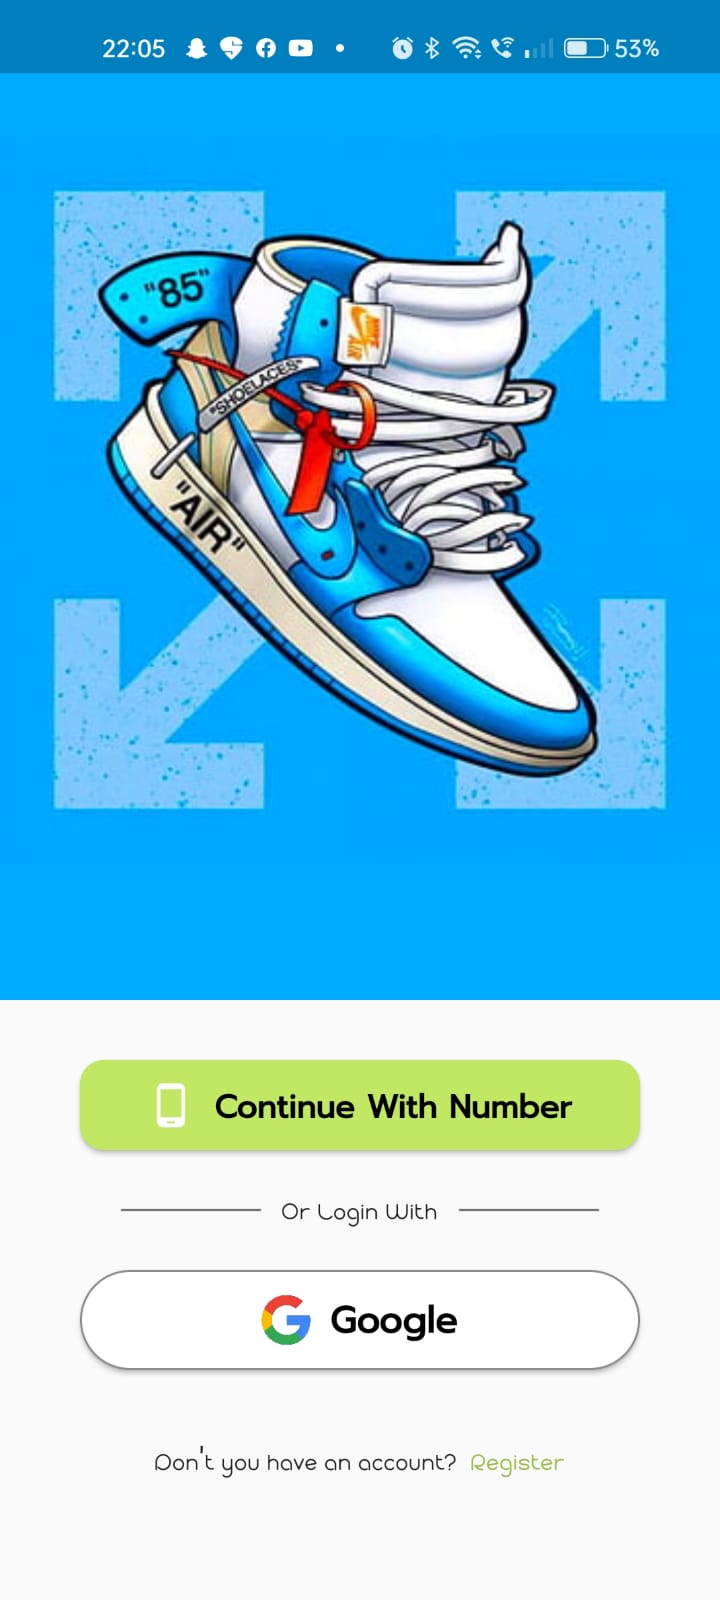 22:05
53%
"85"
NIKE
AIR
"SHOELACES"
"AIR"
Continue With Number
Or Login With
Google
Don't you have an account? Register